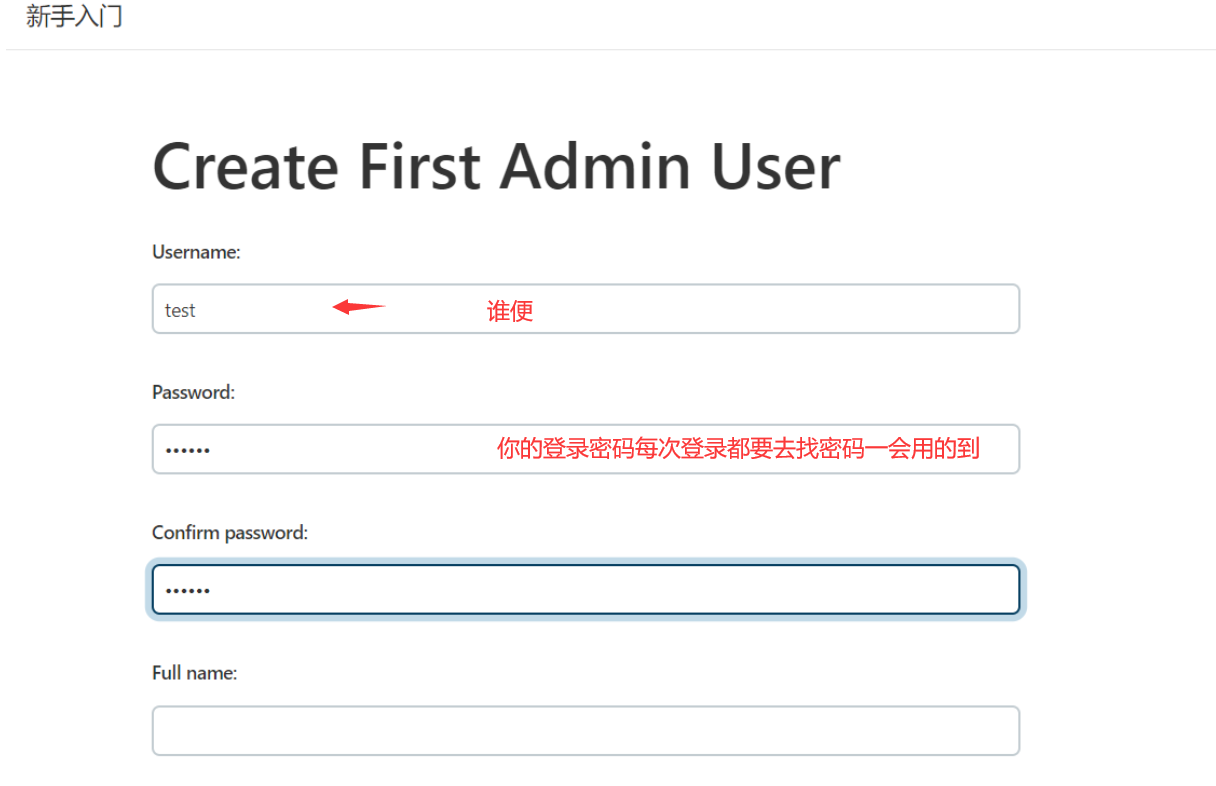 新手入门
Create First Admin User
Username:
test 谁便
Password:
•••••• 你的登录密码每次登录都要去找密码一会用的到
Confirm password:
••••••
Full name: